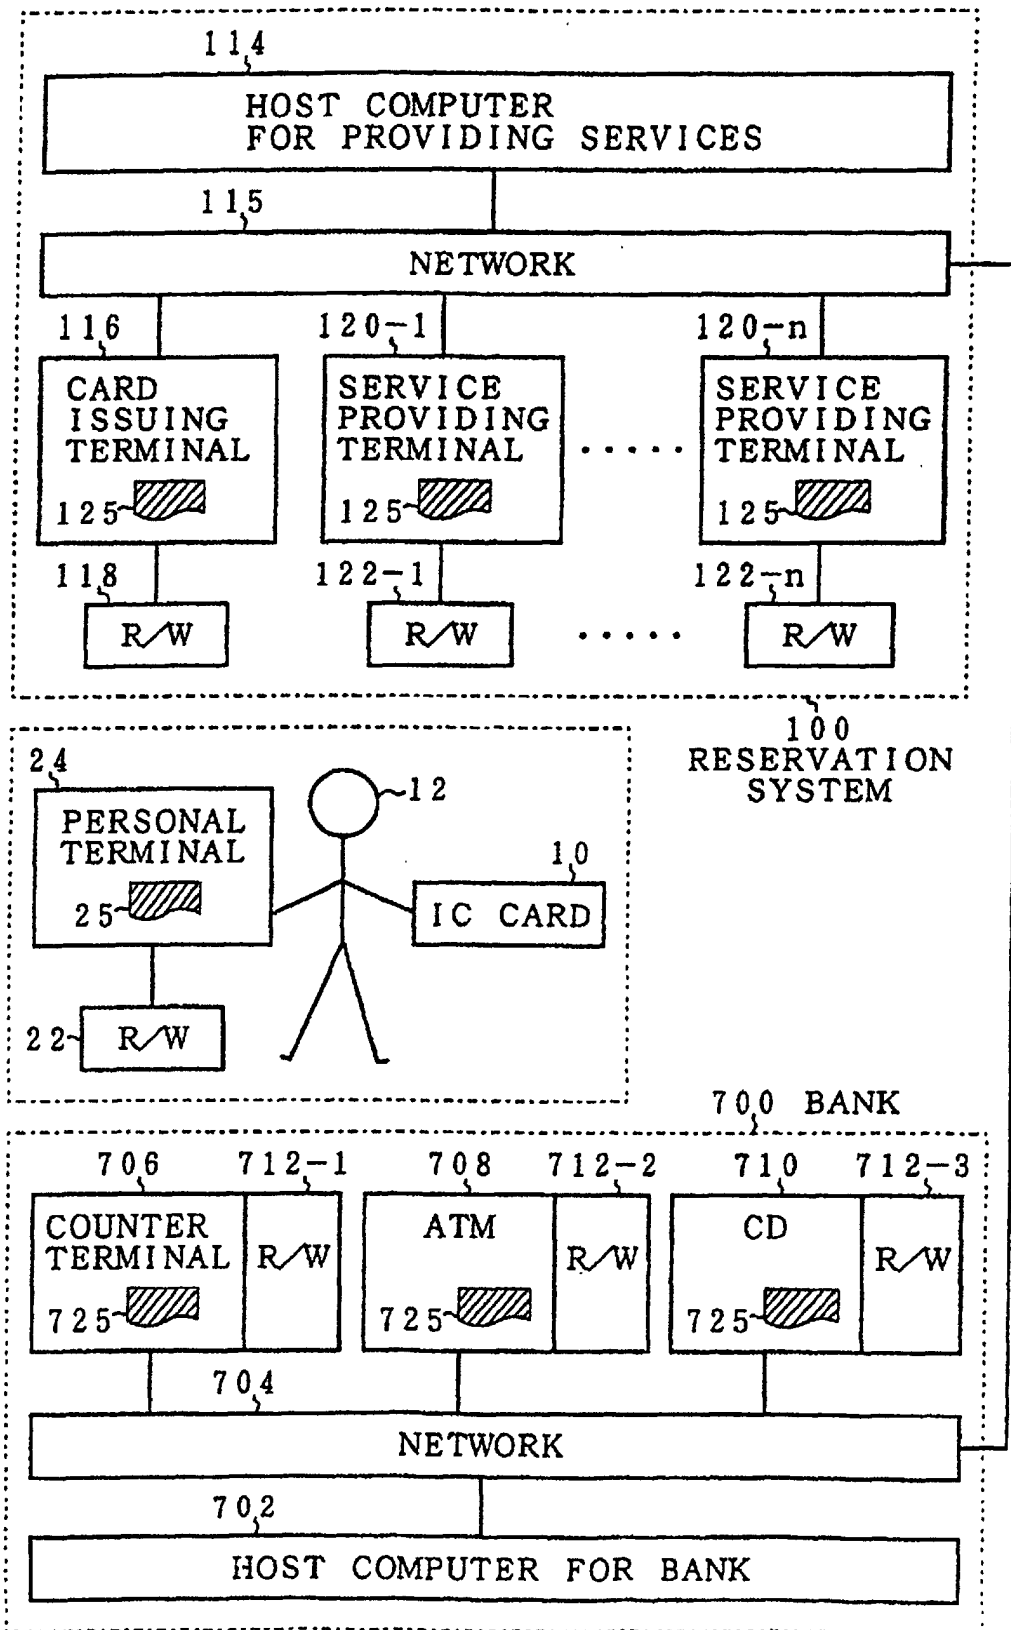 114
HOST COMPUTER
FOR PROVIDING SERVICES
115
NETWORK
116
120-1
120-n
CARD
ISSUING
TERMINAL
125
SERVICE
PROVIDING
TERMINAL
125
.....
SERVICE
PROVIDING
TERMINAL
125
118
122-1
122-n
R/W
R/W
.....
R/W
100
RESERVATION
SYSTEM
24
PERSONAL
TERMINAL
25
12
10
IC CARD
22
R/W
700 BANK
706
712-1
708
712-2
710
712-3
COUNTER
TERMINAL
725
R/W
ATM
725
R/W
CD
725
R/W
704
NETWORK
702
HOST COMPUTER FOR BANK